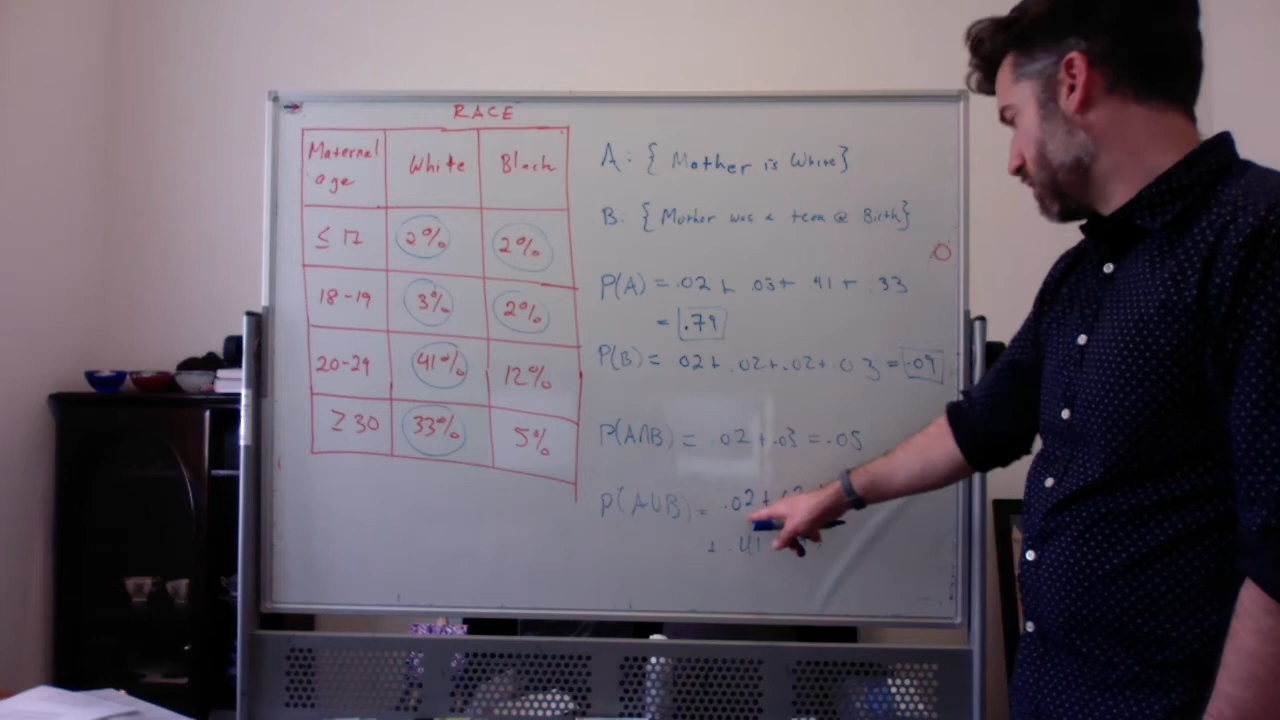 RACE
Maternal age White Black
≤ 17 2% 2%
18-19 3% 2%
20-29 41% 12%
≥ 30 33% 5%
A: { Mother is White}
B: { Mother was a teen @ Birth}
P(A) = .02 + .03 + .41 + .33
= .79
P(B) = .02 + .02 + .02 + .03 = .09
P(A∩B) = .02 + .03 = .05
P(A∪B) = .02 +
+ .41